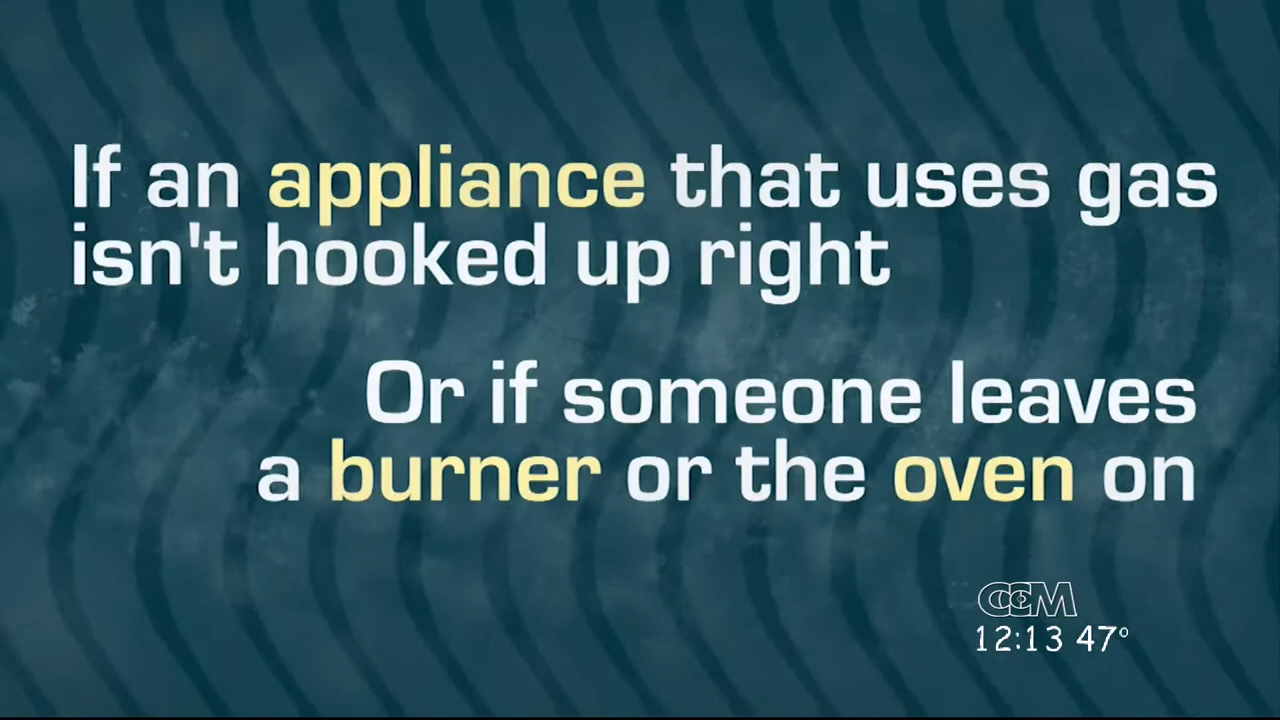 If an appliance that uses gas
isn't hooked up right
Or if someone leaves
a burner or the oven on
CCM
12:13 47°